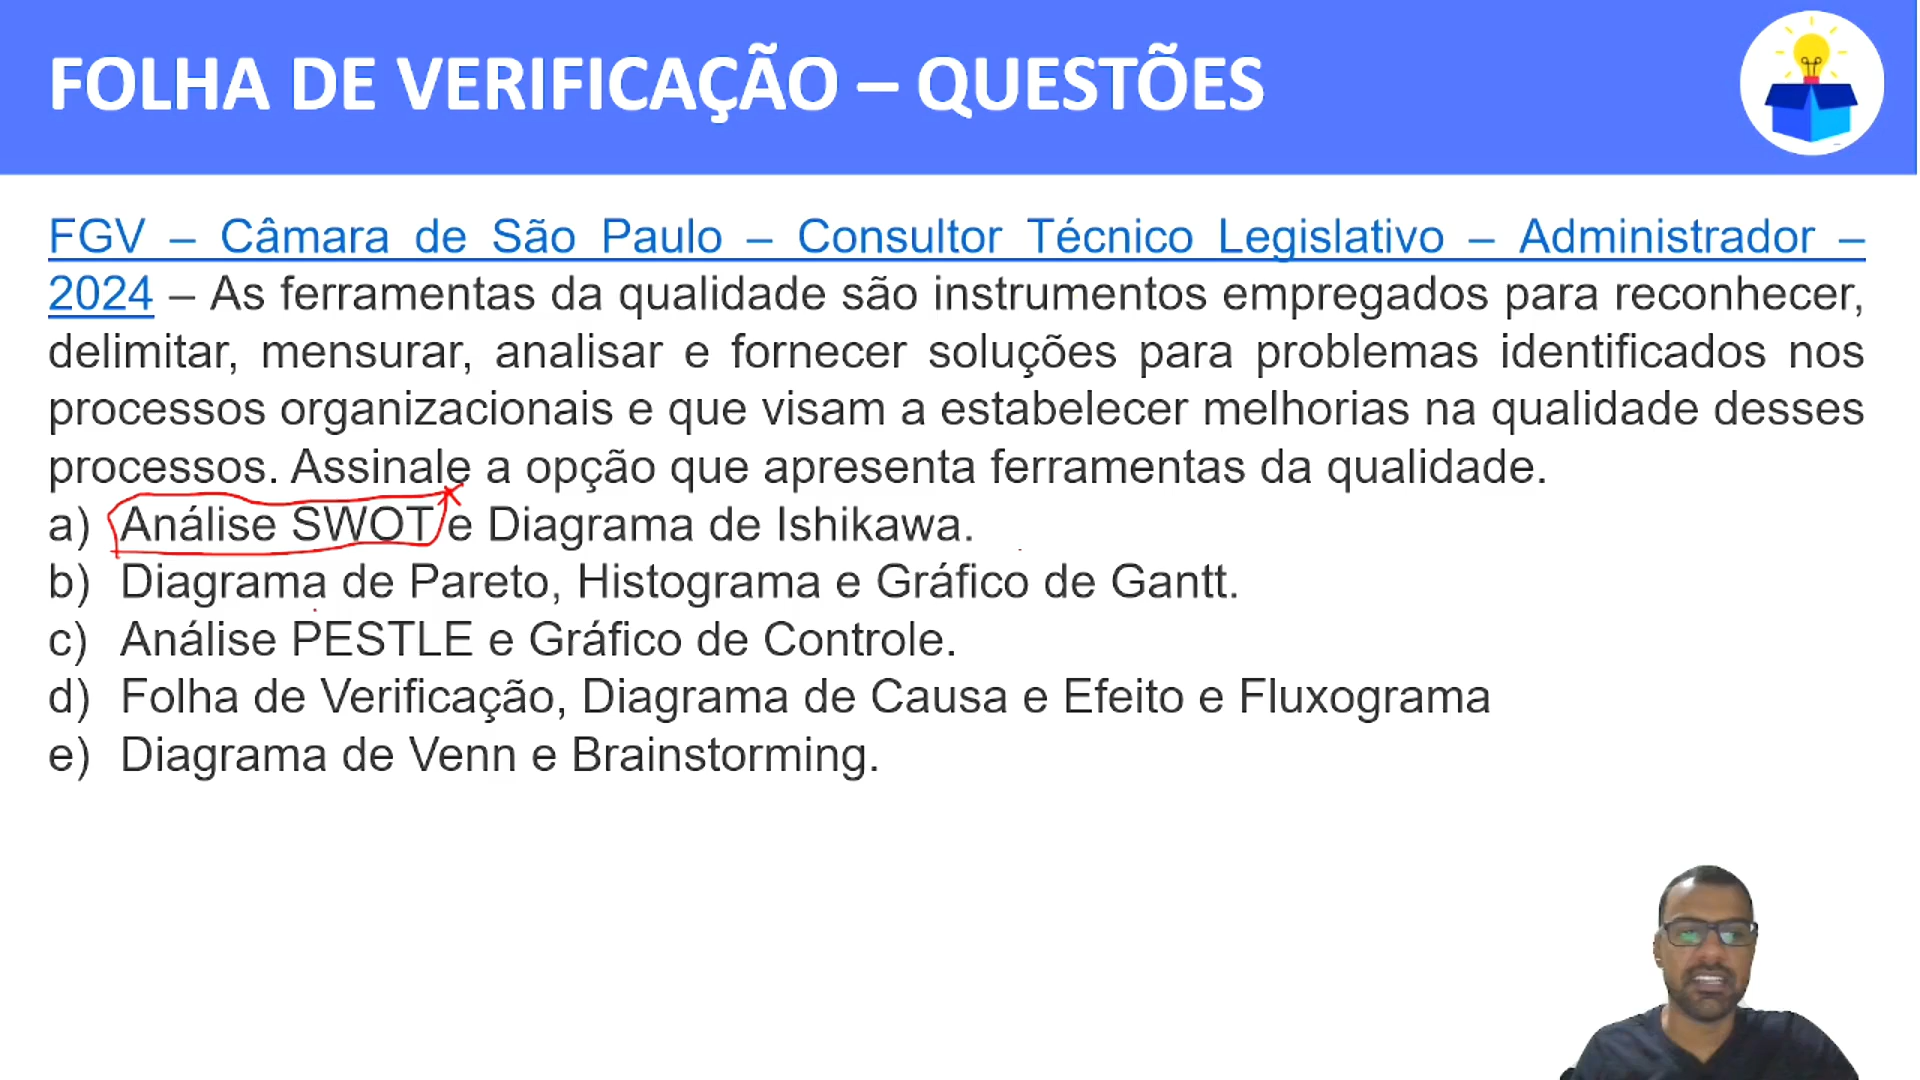 FOLHA DE VERIFICAÇÃO – QUESTÕES
FGV – Câmara de São Paulo – Consultor Técnico Legislativo – Administrador –
2024 – As ferramentas da qualidade são instrumentos empregados para reconhecer,
delimitar, mensurar, analisar e fornecer soluções para problemas identificados nos
processos organizacionais e que visam a estabelecer melhorias na qualidade desses
processos. Assinale a opção que apresenta ferramentas da qualidade.
a) Análise SWOT e Diagrama de Ishikawa.
b) Diagrama de Pareto, Histograma e Gráfico de Gantt.
c) Análise PESTLE e Gráfico de Controle.
d) Folha de Verificação, Diagrama de Causa e Efeito e Fluxograma
e) Diagrama de Venn e Brainstorming.